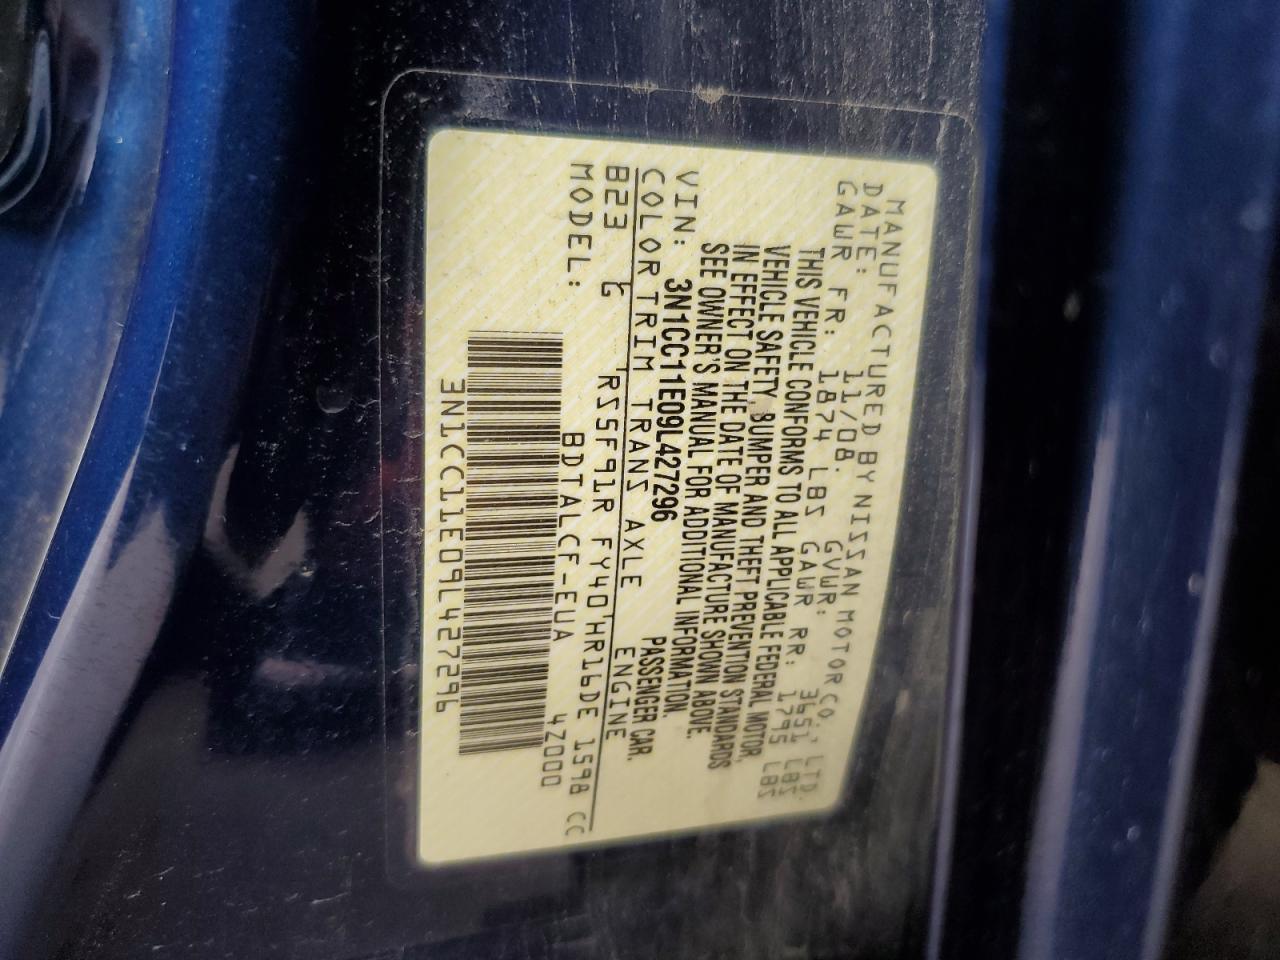 MANUFACTURED BY NISSAN MOTOR CO., LTD.
DATE: 11/08. GVWR: 3651 LBS
GAWR FR: 1874 LBS GAWR RR: 1795 LBS
THIS VEHICLE CONFORMS TO ALL APPLICABLE FEDERAL MOTOR
VEHICLE SAFETY, BUMPER AND THEFT PREVENTION STANDARDS
IN EFFECT ON THE DATE OF MANUFACTURE SHOWN ABOVE.
SEE OWNER'S MANUAL FOR ADDITIONAL INFORMATION.
VIN: 3N1CC11E09L427296 PASSENGER CAR.
COLOR TRIM TRANS AXLE ENGINE
B23 G RS5F91R FY40 HR16DE 1598 CC
MODEL: BDTALCF-EUA 4Z000
3N1CC11E09L427296